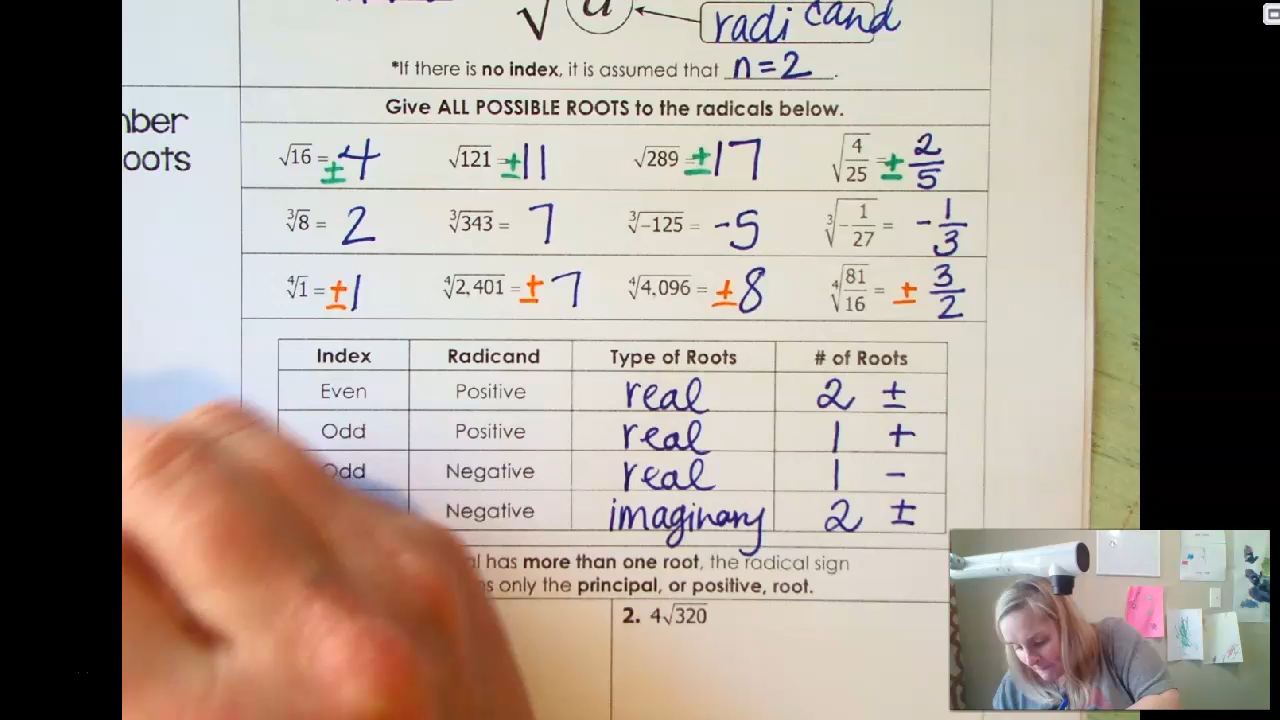 √a radicand
*If there is no index, it is assumed that n=2.
nber
oots
Give ALL POSSIBLE ROOTS to the radicals below.
√16 = ±4 √121 = ±11 √289 = ±17 √(4/25) = ± 2/5
∛8 = 2 ∛343 = 7 ∛-125 = -5 ∛(-1/27) = -1/3
∜1 = ±1 ∜2,401 = ±7 ∜4,096 = ±8 ∜(81/16) = ± 3/2
Index Radicand Type of Roots # of Roots
Even Positive real 2 ±
Odd Positive real 1 +
Odd Negative real 1 -
Negative imaginary 2 ±
has more than one root, the radical sign
only the principal, or positive, root.
2. 4√320